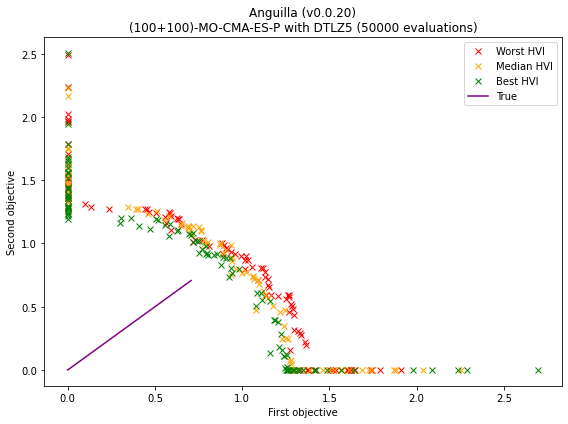 Anguilla (v0.0.20)
(100+100)-MO-CMA-ES-P with DTLZ5 (50000 evaluations)
Worst HVI
Median HVI
Best HVI
True
Second objective
2.5
2.0
1.5
1.0
0.5
0.0
0.0 0.5 1.0 1.5 2.0 2.5
First objective